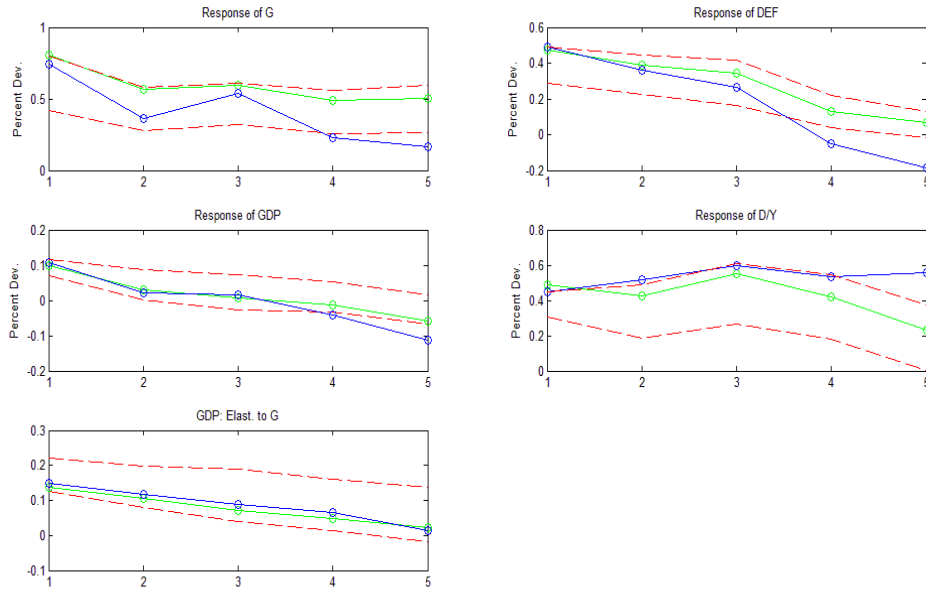 Response of G
Percent Dev.
1
0.5
0
1 2 3 4 5
Response of DEF
Percent Dev.
0.6
0.4
0.2
0
-0.2
1 2 3 4 5
Response of GDP
Percent Dev.
0.2
0.1
0
-0.1
-0.2
1 2 3 4 5
Response of D/Y
Percent Dev.
0.8
0.6
0.4
0.2
0
1 2 3 4 5
GDP: Elast. to G
0.3
0.2
0.1
0
-0.1
1 2 3 4 5